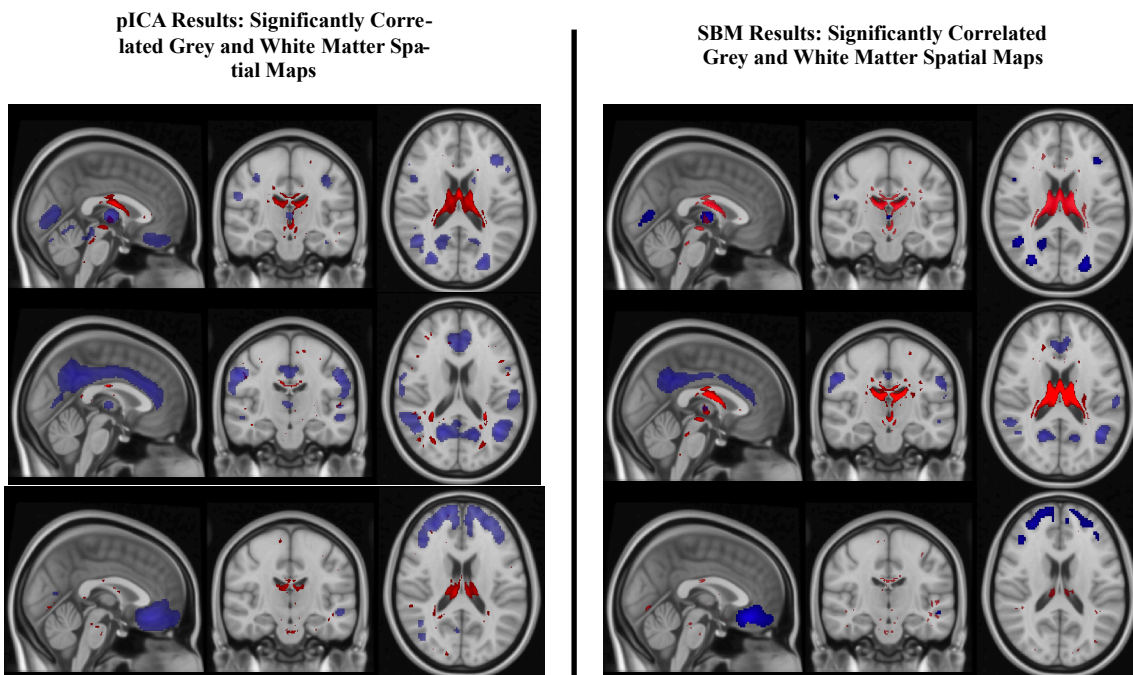 pICA Results: Significantly Corre-
lated Grey and White Matter Spa-
tial Maps
SBM Results: Significantly Correlated
Grey and White Matter Spatial Maps